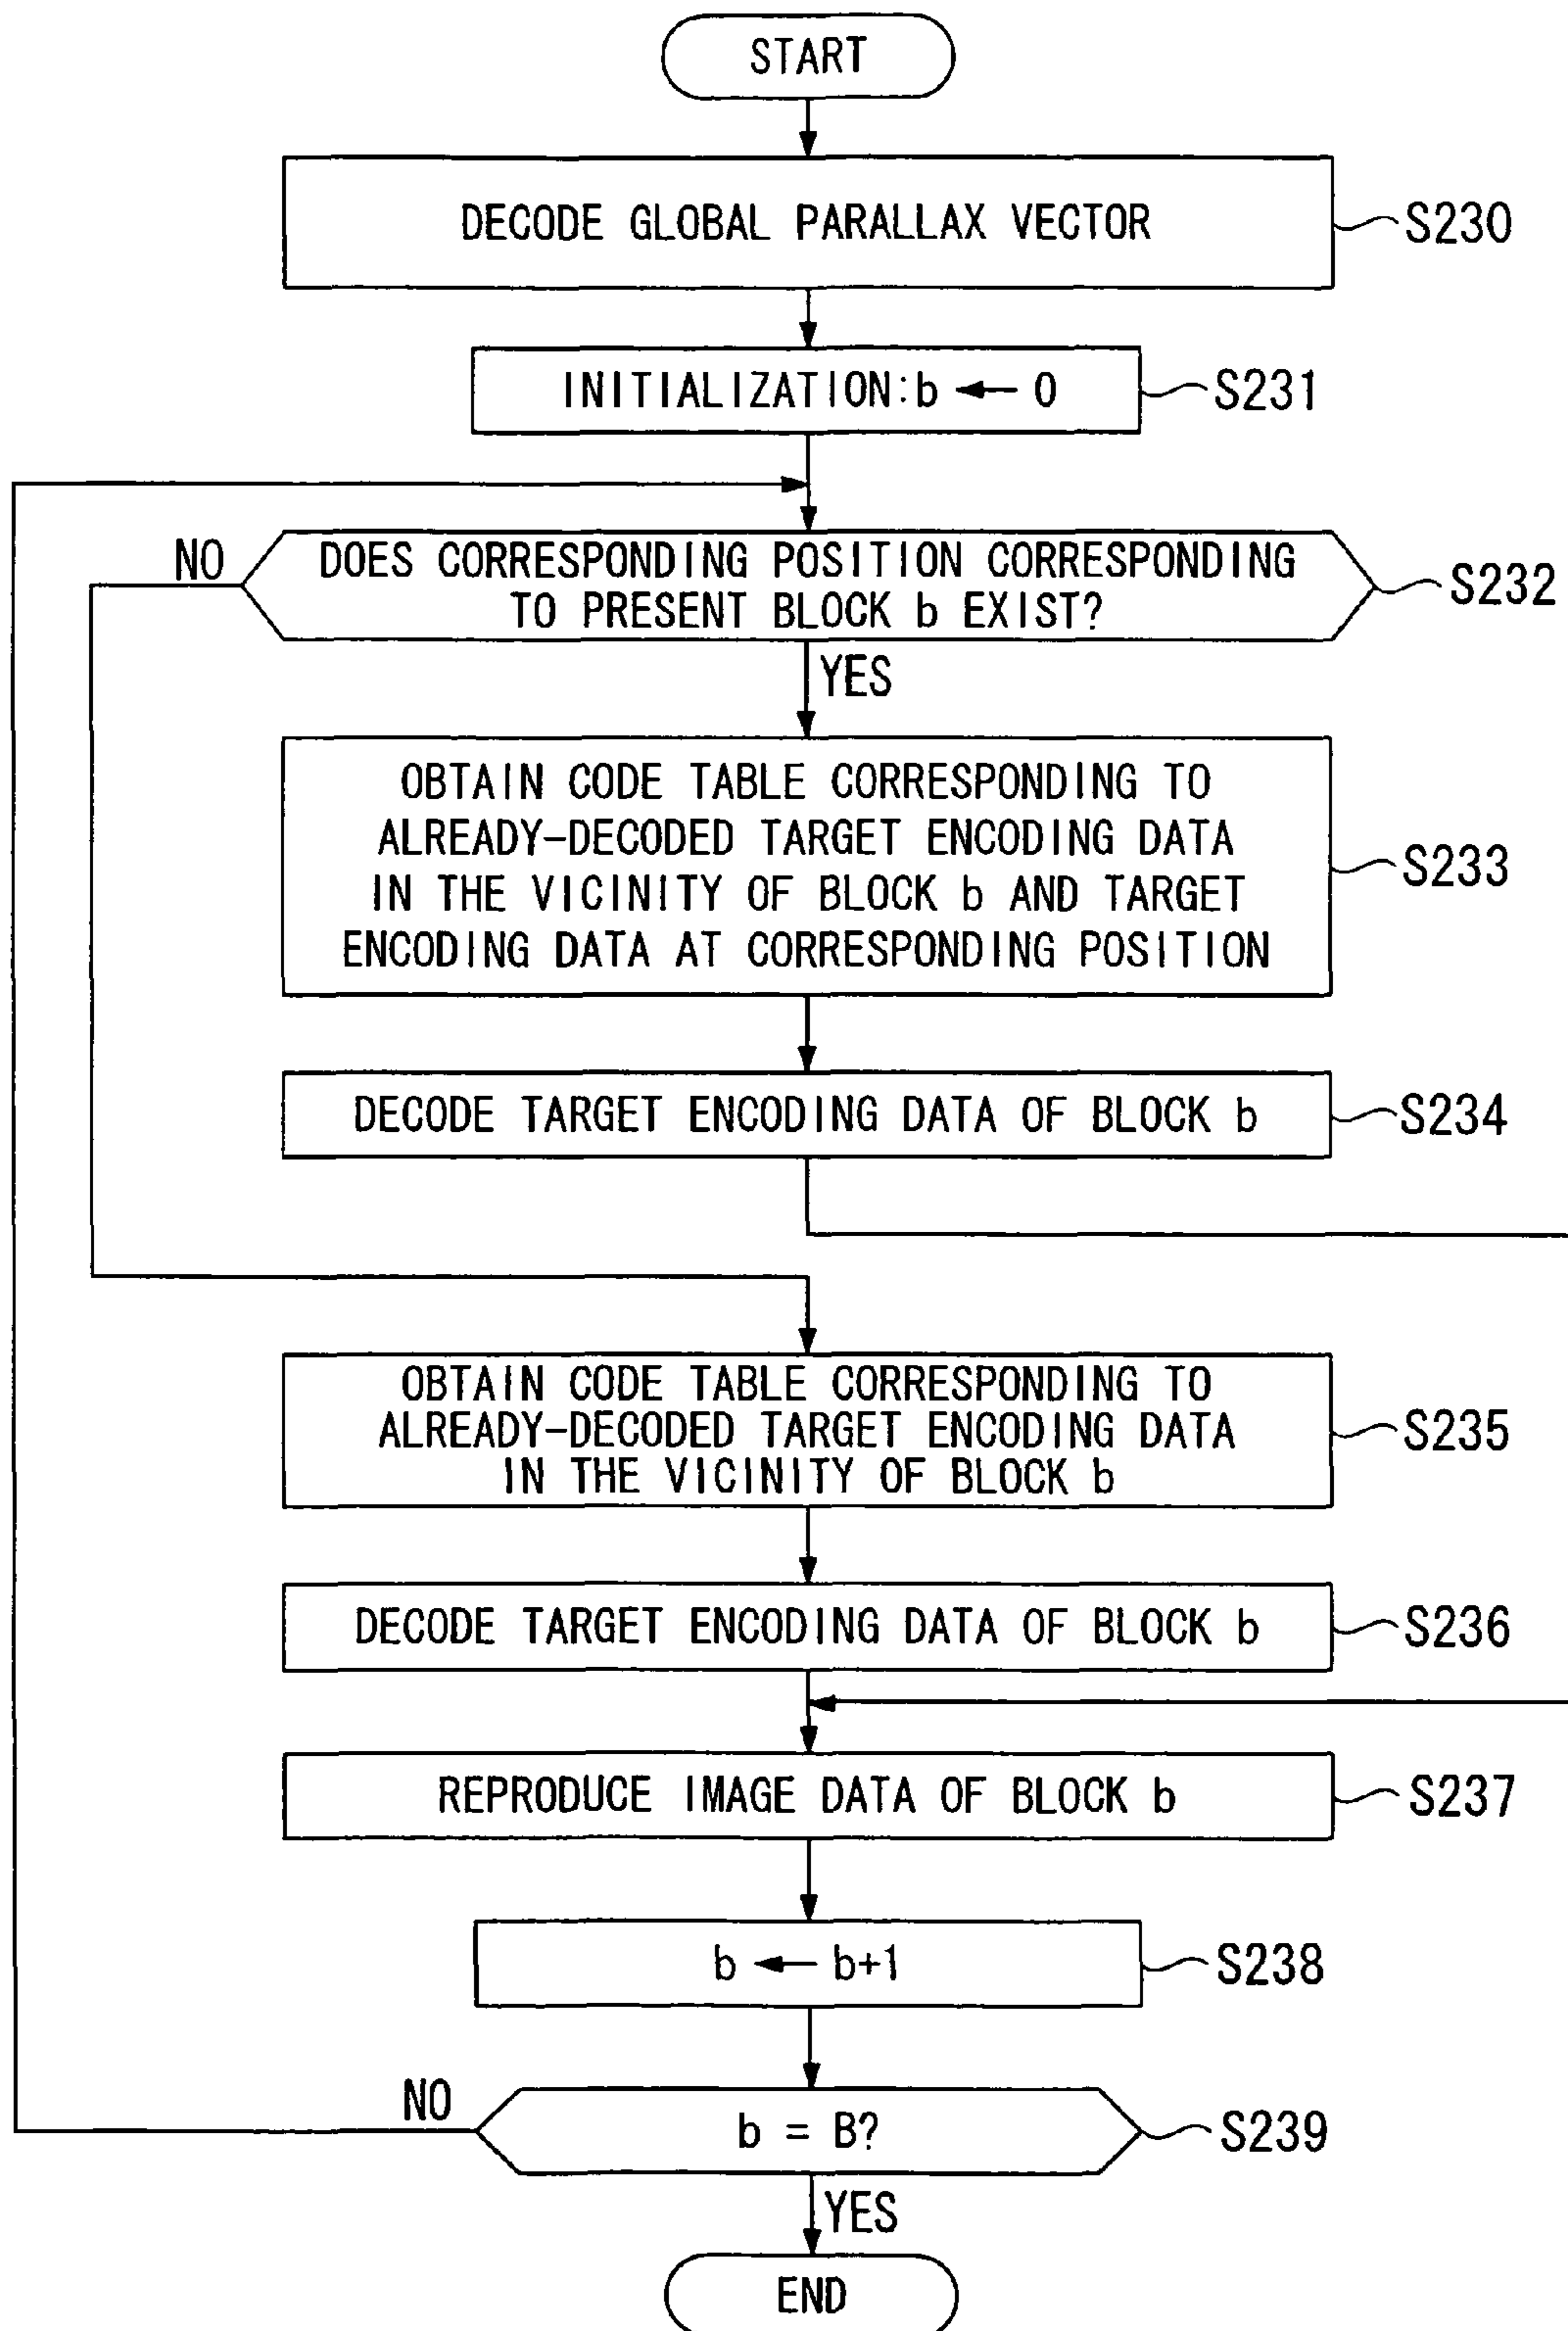 START
DECODE GLOBAL PARALLAX VECTOR
S230
INITIALIZATION:b ← 0
S231
NO
DOES CORRESPONDING POSITION CORRESPONDING
TO PRESENT BLOCK b EXIST?
S232
YES
OBTAIN CODE TABLE CORRESPONDING TO
ALREADY-DECODED TARGET ENCODING DATA
IN THE VICINITY OF BLOCK b AND TARGET
ENCODING DATA AT CORRESPONDING POSITION
S233
DECODE TARGET ENCODING DATA OF BLOCK b
S234
OBTAIN CODE TABLE CORRESPONDING TO
ALREADY-DECODED TARGET ENCODING DATA
IN THE VICINITY OF BLOCK b
S235
DECODE TARGET ENCODING DATA OF BLOCK b
S236
REPRODUCE IMAGE DATA OF BLOCK b
S237
b ← b+1
S238
NO
b = B?
S239
YES
END